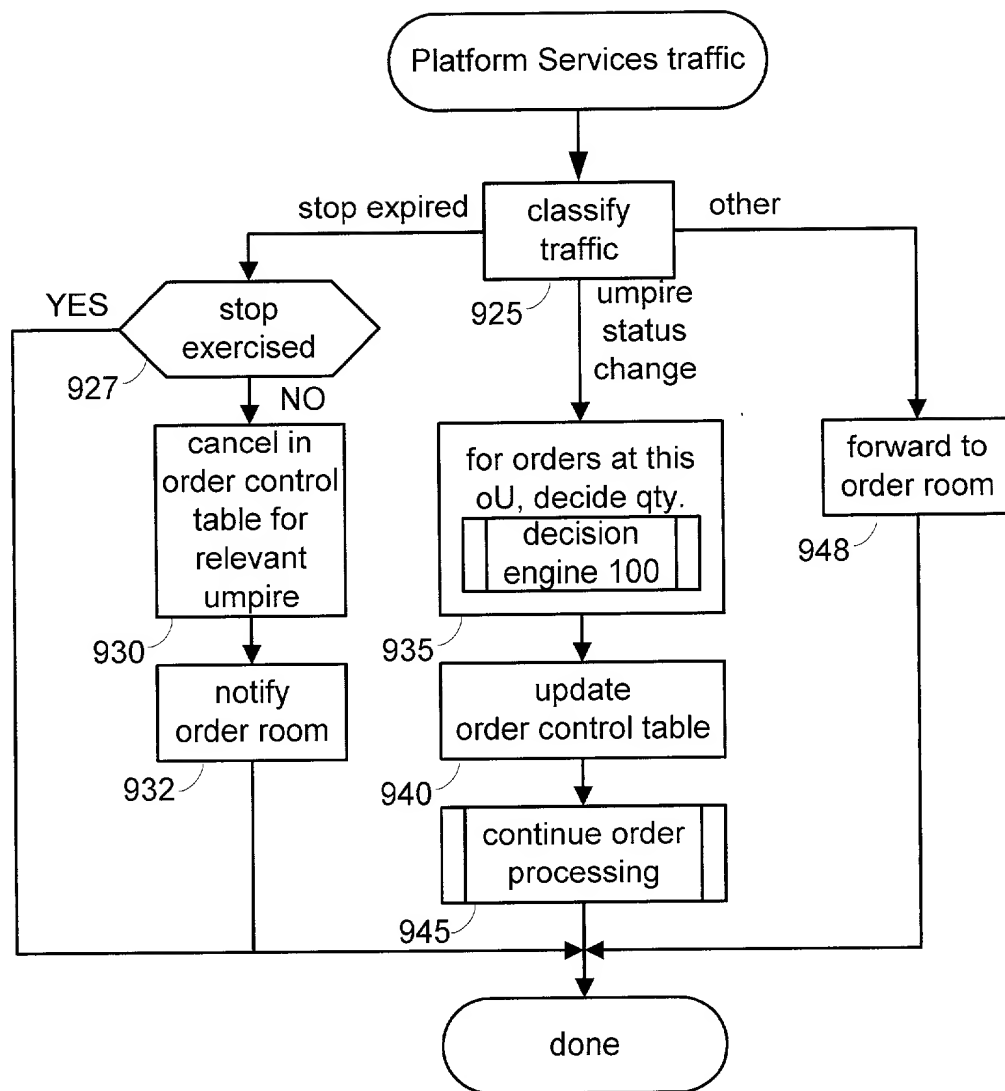 Platform Services traffic
stop expired
classify
traffic
other
925
umpire
status
change
YES
stop
exercised
927
NO
cancel in
order control
table for
relevant
umpire
930
notify
order room
932
for orders at this
oU, decide qty.
decision
engine 100
935
update
order control table
940
continue order
processing
945
forward to
order room
948
done